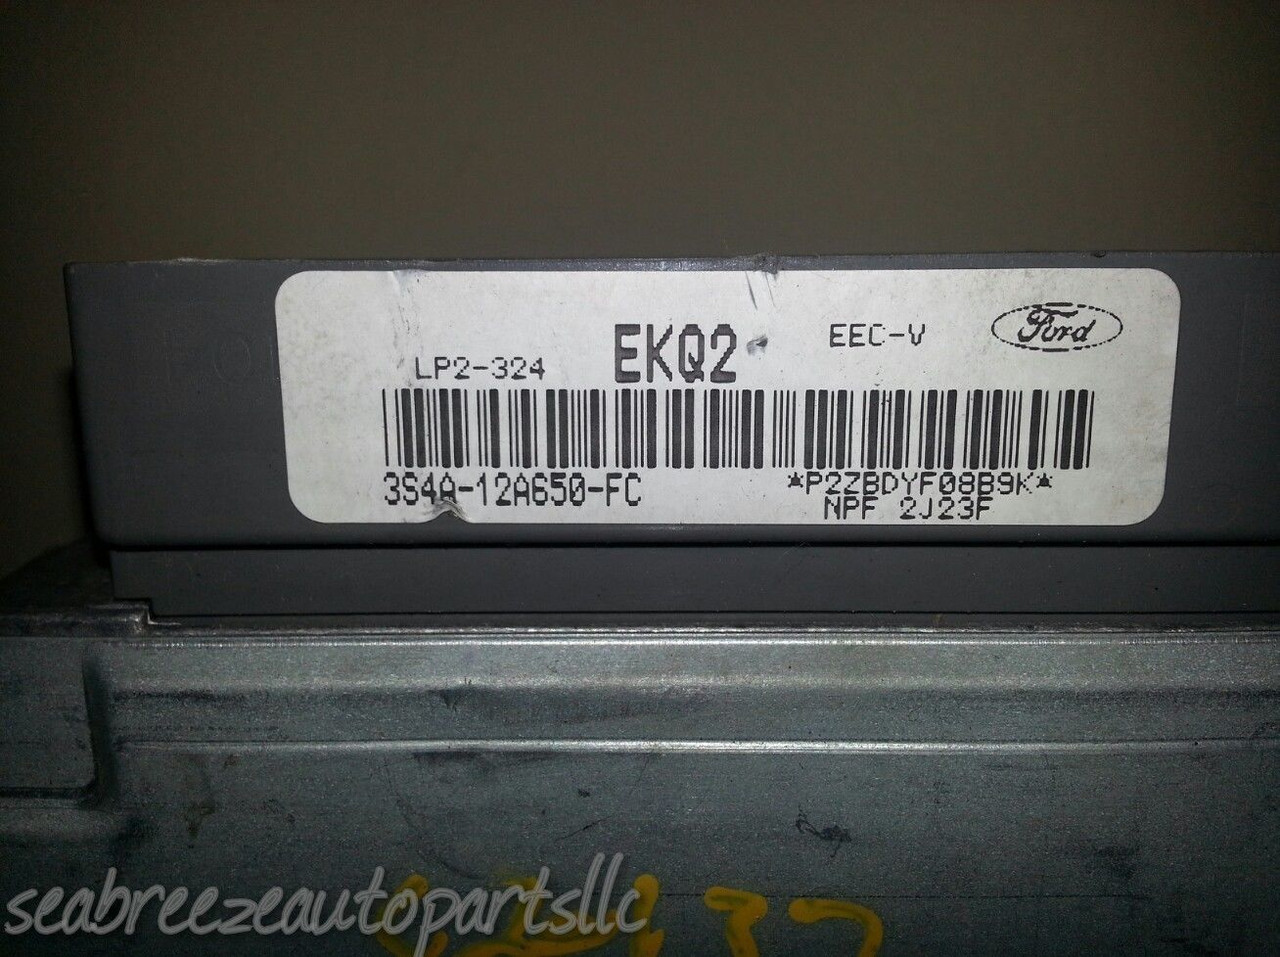 LP2-324
EKQ2
EEC-V
Ford
3S4A-12A650-FC
*P2ZBDYF08B9K*
NPF 2J23F
seabreezeautopartsllc